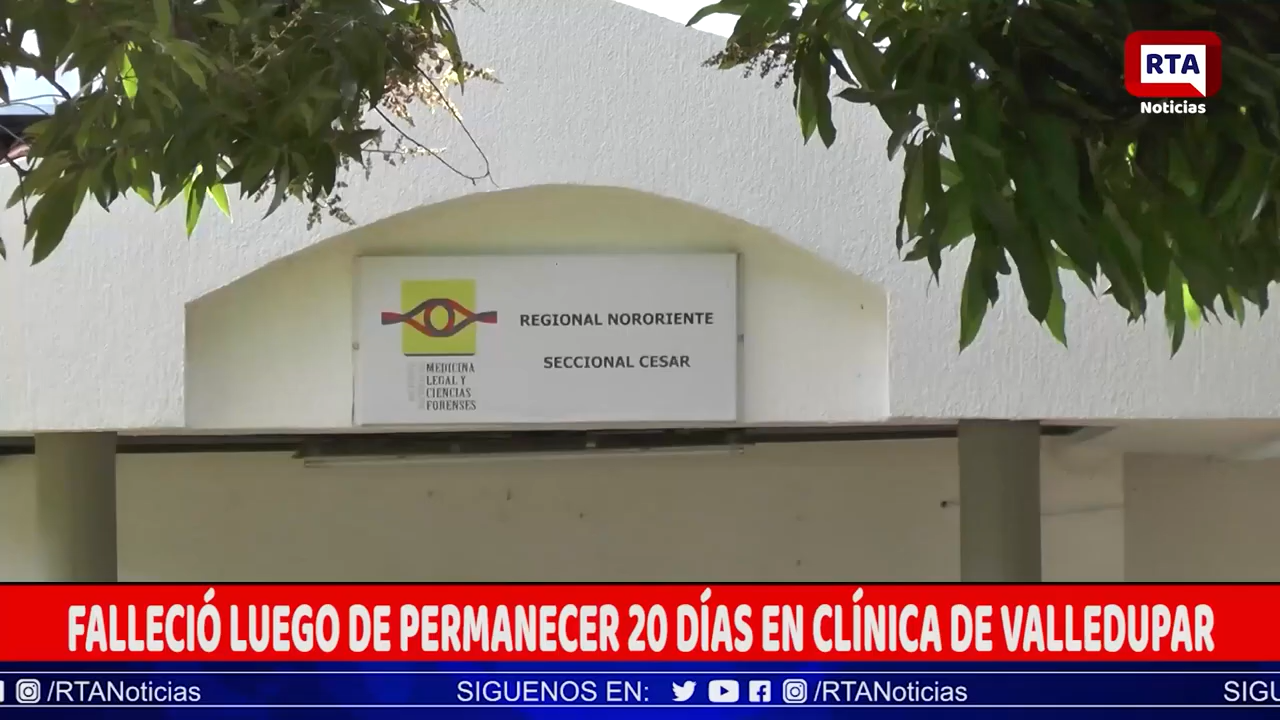 RTA
Noticias
REGIONAL NORORIENTE
SECCIONAL CESAR
MEDICINA
LEGAL Y
CIENCIAS
FORENSES
FALLECIÓ LUEGO DE PERMANECER 20 DÍAS EN CLÍNICA DE VALLEDUPAR
/RTANoticias SIGUENOS EN: /RTANoticias SIGU